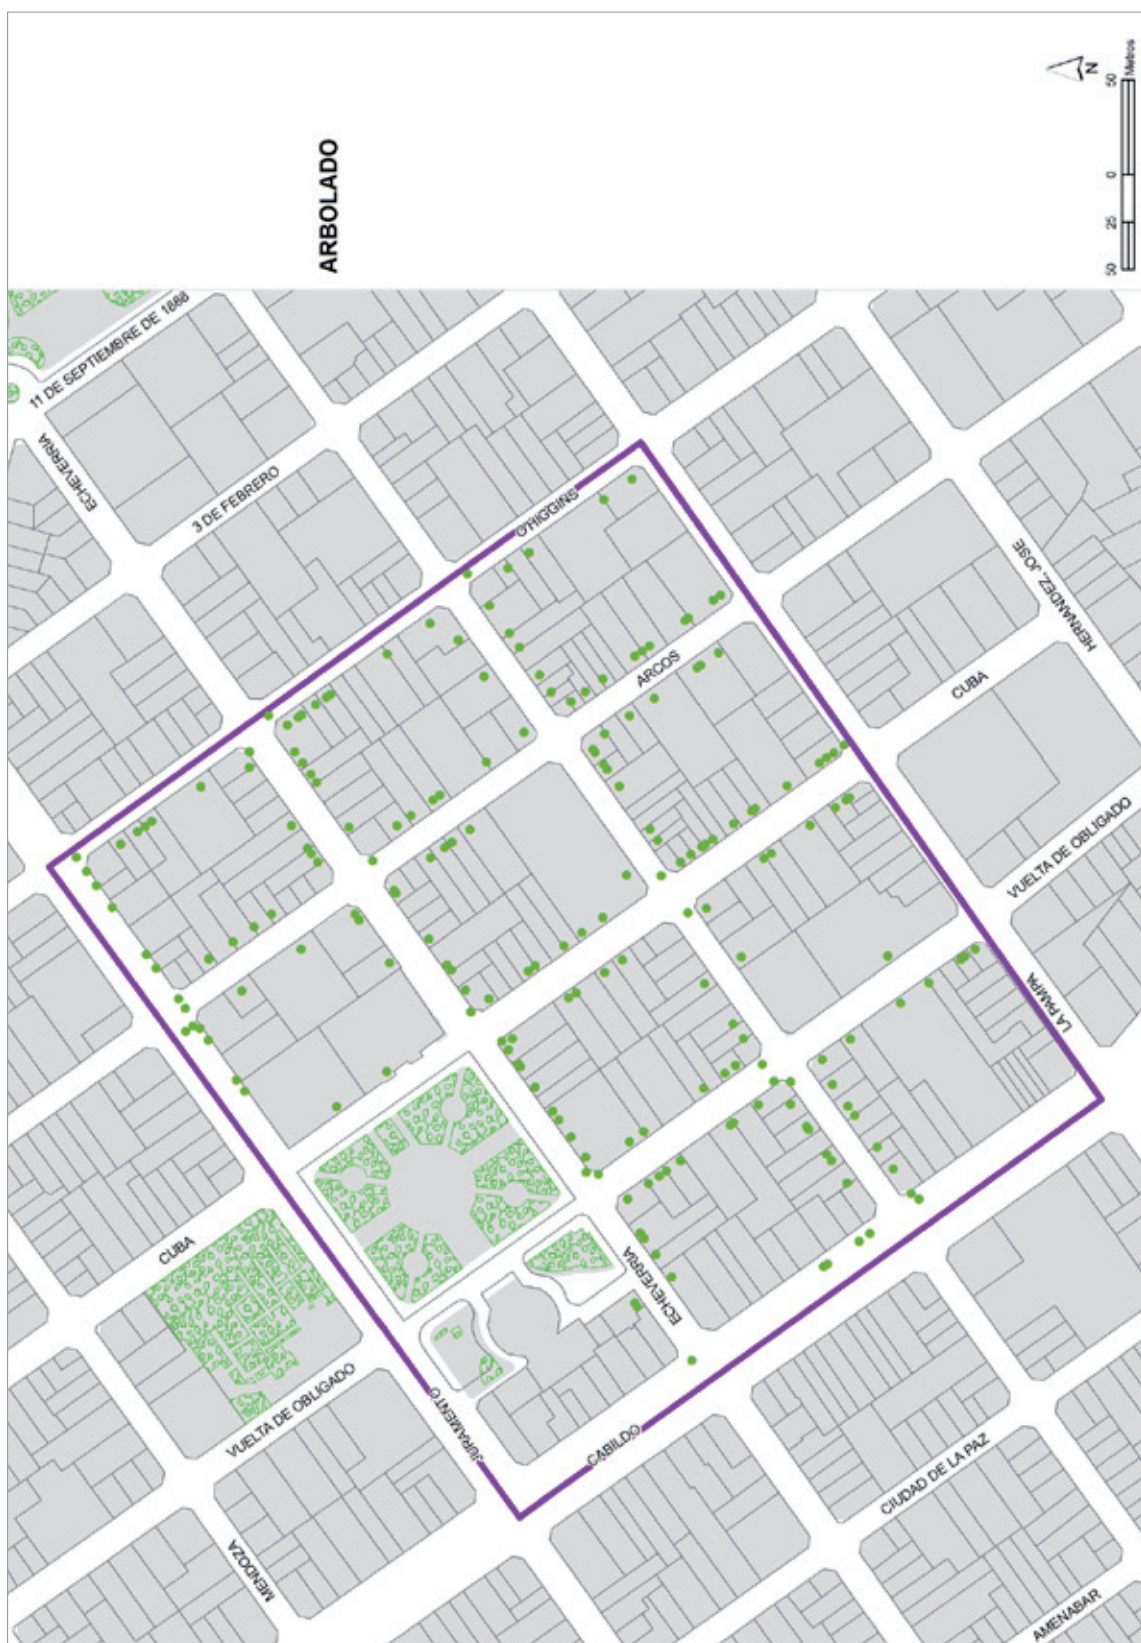 ARBOLADO
N
50
25
0
50
Metros
11 DE SEPTIEMBRE DE 1888
ECHEVERRIA
3 DE FEBRERO
O'HIGGINS
HERNANDEZ, JOSE
ARCOS
CUBA
VUELTA DE OBLIGADO
LA PAMPA
CUBA
ECHEVERRIA
JURAMENTO
VUELTA DE OBLIGADO
CABILDO
CIUDAD DE LA PAZ
MENDOZA
AMENABAR